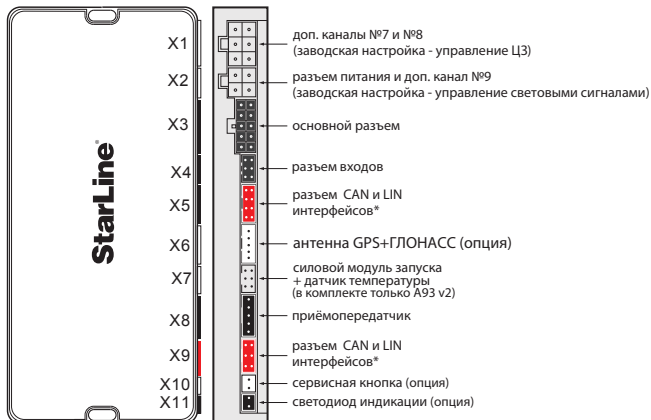 StarLine
X1
доп. каналы №7 и №8
(заводская настройка - управление ЦЗ)
X2
разъем питания и доп. канал №9
(заводская настройка - управление световыми сигналами)
X3
основной разъем
X4
разъем входов
X5
разъем CAN и LIN
интерфейсов*
X6
антенна GPS+ГЛОНАСС (опция)
X7
силовой модуль запуска
+ датчик температуры
(в комплекте только A93 v2)
X8
приёмопередатчик
X9
разъем CAN и LIN
интерфейсов*
X10
сервисная кнопка (опция)
X11
светодиод индикации (опция)